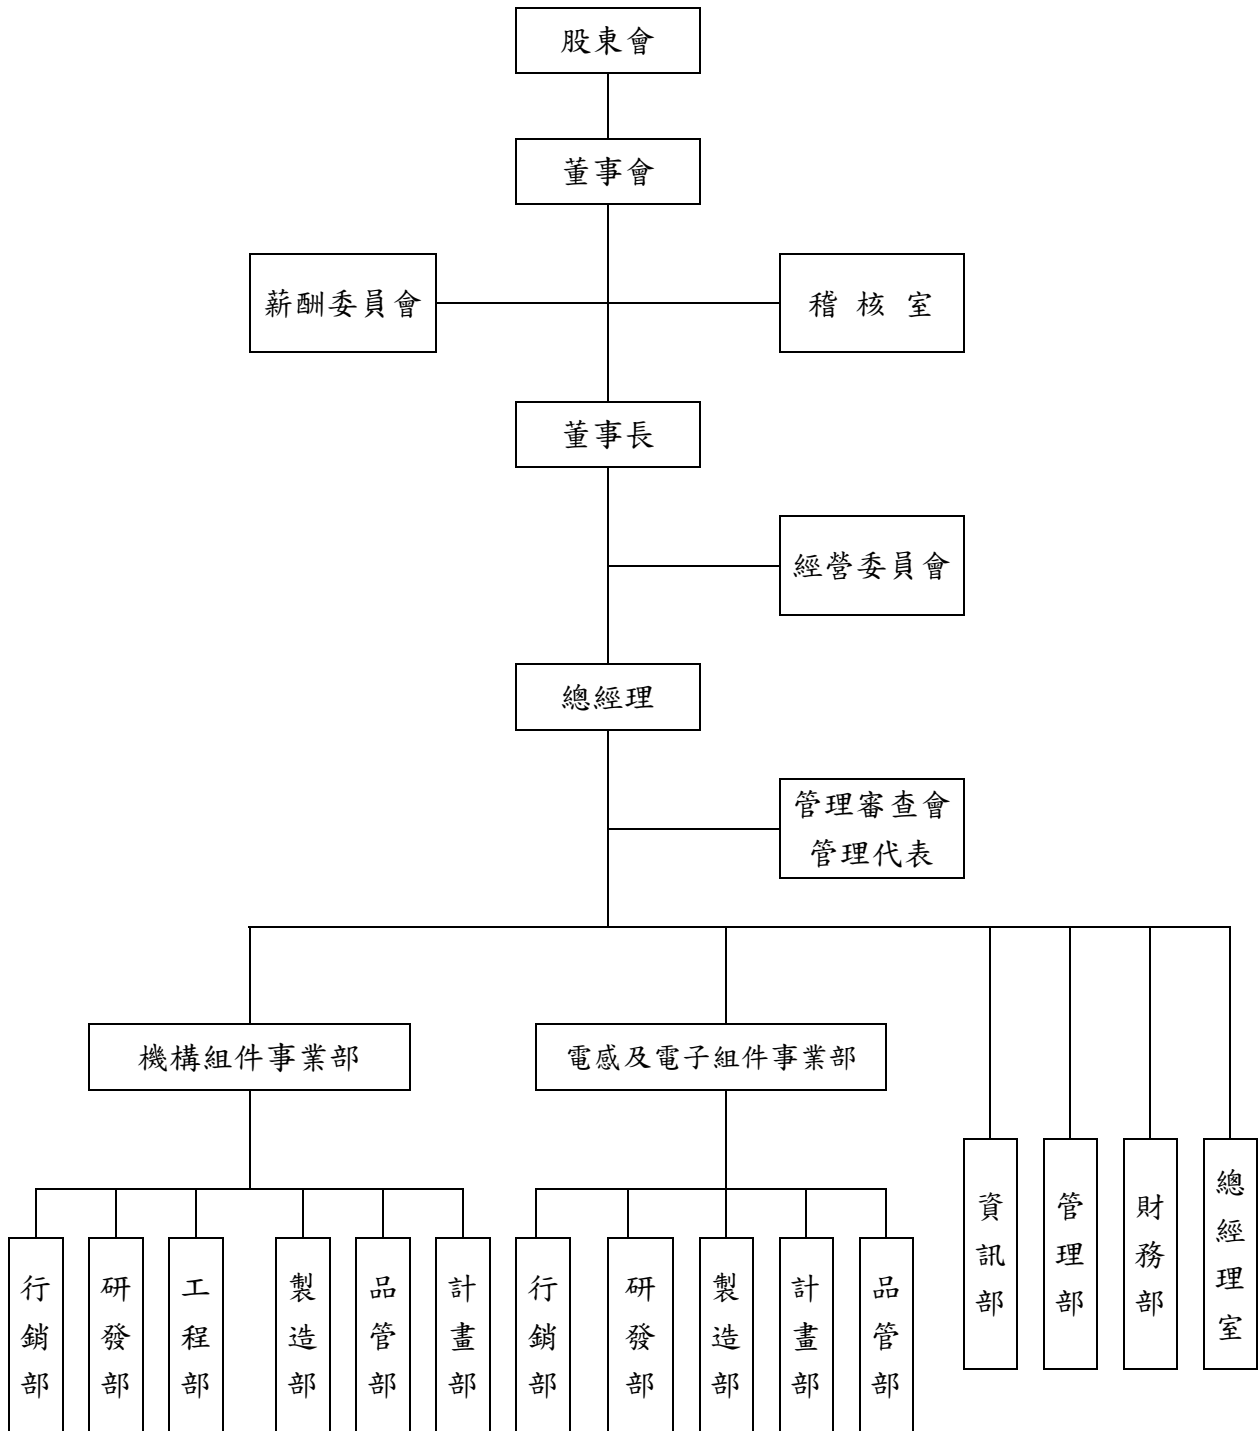 股東會
董事會
薪酬委員會
稽核室
董事長
經營委員會
總經理
管理審查會
管理代表
機構組件事業部
電感及電子組件事業部
資訊部
管理部
財務部
總經理室
行銷部
研發部
工程部
製造部
品管部
計畫部
行銷部
研發部
製造部
計畫部
品管部